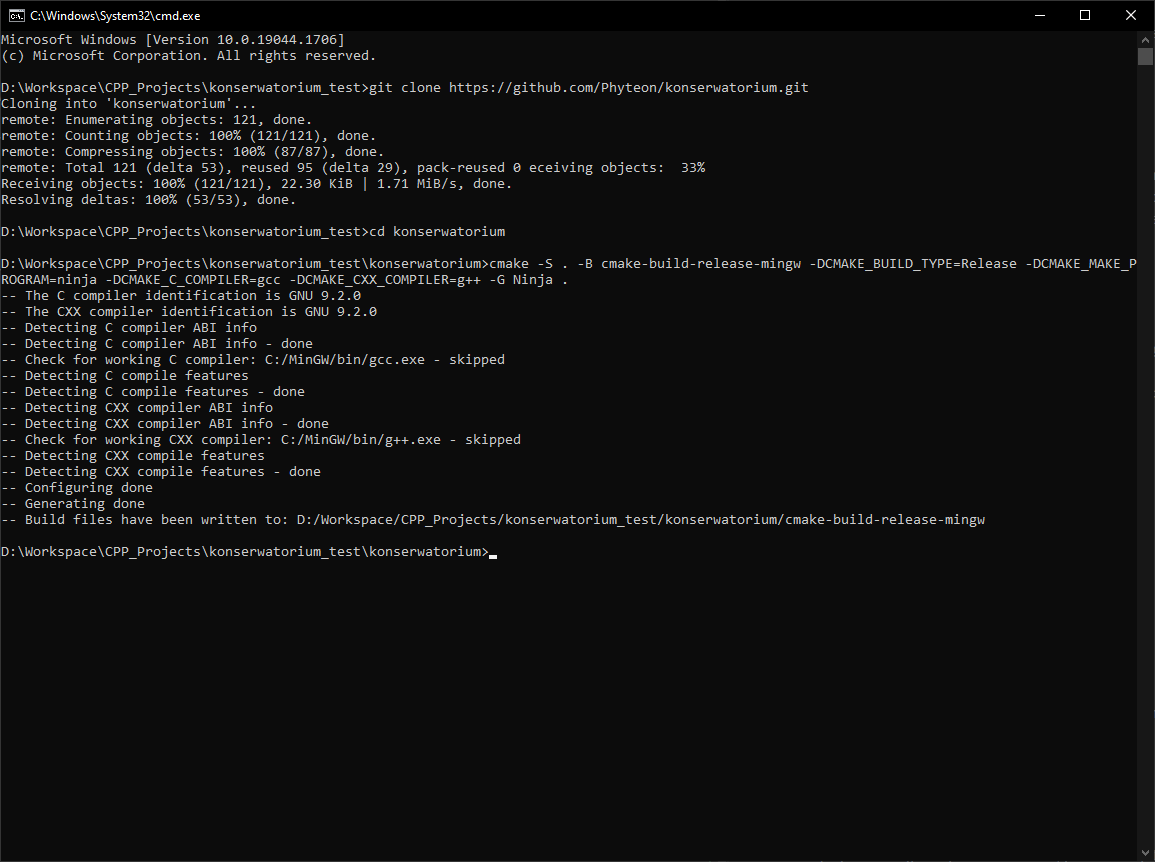 C:\Windows\System32\cmd.exe
Microsoft Windows [Version 10.0.19044.1706]
(c) Microsoft Corporation. All rights reserved.
D:\Workspace\CPP_Projects\konserwatorium_test>git clone https://github.com/Phyteon/konserwatorium.git
Cloning into 'konserwatorium'...
remote: Enumerating objects: 121, done.
remote: Counting objects: 100% (121/121), done.
remote: Compressing objects: 100% (87/87), done.
remote: Total 121 (delta 53), reused 95 (delta 29), pack-reused 0 eceiving objects:  33%
Receiving objects: 100% (121/121), 22.30 KiB | 1.71 MiB/s, done.
Resolving deltas: 100% (53/53), done.
D:\Workspace\CPP_Projects\konserwatorium_test>cd konserwatorium
D:\Workspace\CPP_Projects\konserwatorium_test\konserwatorium>cmake -S . -B cmake-build-release-mingw -DCMAKE_BUILD_TYPE=Release -DCMAKE_MAKE_P
ROGRAM=ninja -DCMAKE_C_COMPILER=gcc -DCMAKE_CXX_COMPILER=g++ -G Ninja .
-- The C compiler identification is GNU 9.2.0
-- The CXX compiler identification is GNU 9.2.0
-- Detecting C compiler ABI info
-- Detecting C compiler ABI info - done
-- Check for working C compiler: C:/MinGW/bin/gcc.exe - skipped
-- Detecting C compile features
-- Detecting C compile features - done
-- Detecting CXX compiler ABI info
-- Detecting CXX compiler ABI info - done
-- Check for working CXX compiler: C:/MinGW/bin/g++.exe - skipped
-- Detecting CXX compile features
-- Detecting CXX compile features - done
-- Configuring done
-- Generating done
-- Build files have been written to: D:/Workspace/CPP_Projects/konserwatorium_test/konserwatorium/cmake-build-release-mingw
D:\Workspace\CPP_Projects\konserwatorium_test\konserwatorium>